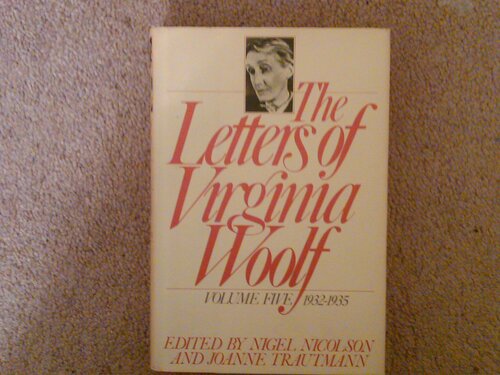 The
Letters of
Virginia
Woolf
VOLUME FIVE, 1932-1935
EDITED BY NIGEL NICOLSON
AND JOANNE TRAUTMANN